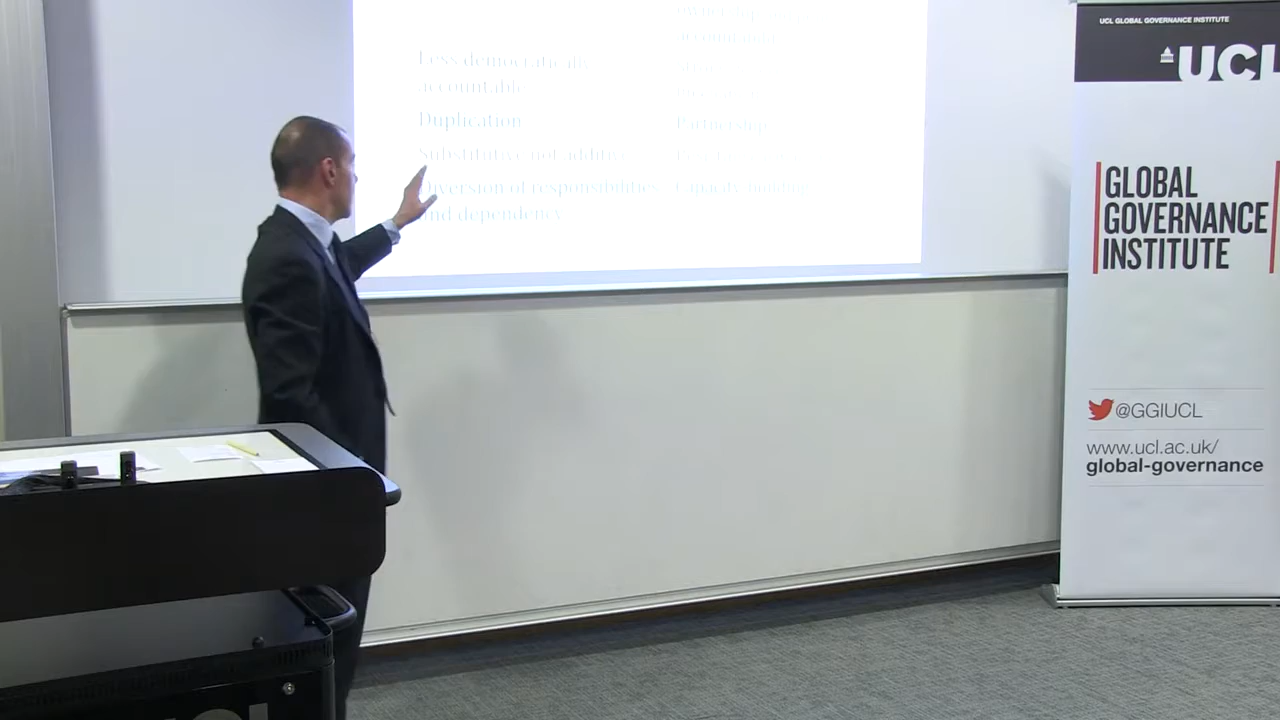 Less democratically
accountable
Duplication
Partnership
Substitutive not additive
Diversion of responsibilities
Capacity building
and dependency
UCL GLOBAL GOVERNANCE INSTITUTE
UCL
GLOBAL
GOVERNANCE
INSTITUTE
@GGIUCL
www.ucl.ac.uk/
global-governance